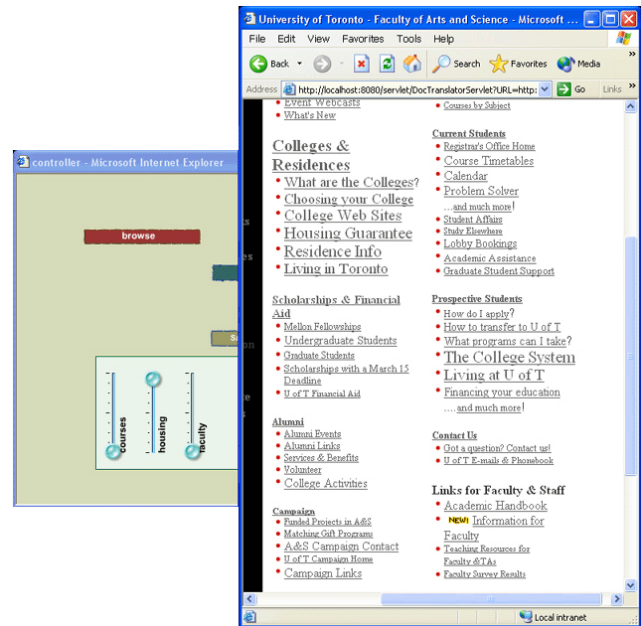 University of Toronto - Faculty of Arts and Science - Microsoft ...
File Edit View Favorites Tools Help
Back Search Favorites Media »
Address http://localhost:8080/servlet/DocTranslatorServlet?URL=http: Go Links »
Event Webcasts
What's New
Colleges &
Residences
What are the Colleges?
Choosing your College
College Web Sites
Housing Guarantee
Residence Info
Living in Toronto
Scholarships & Financial
Aid
Mellon Fellowships
Undergraduate Students
Graduate Students
Scholarships with a March 15
Deadline
U of T Financial Aid
Alumni
Alumni Events
Alumni Links
Services & Benefits
Volunteer
College Activities
Campaign
Funded Projects in A&S
Matching Gift Programs
A&S Campaign Contact
U of T Campaign Home
Campaign Links
Courses by Subject
Current Students
Registrar's Office Home
Course Timetables
Calendar
Problem Solver
...and much more!
Student Affairs
Study Elsewhere
Lobby Bookings
Academic Assistance
Graduate Student Support
Prospective Students
How do I apply?
How to transfer to U of T
What programs can I take?
The College System
Living at U of T
Financing your education
....and much more!
Contact Us
Got a question? Contact us!
U of T E-mails & Phonebook
Links for Faculty & Staff
Academic Handbook
NEW! Information for
Faculty
Teaching Resources for
Faculty &TAs
Faculty Survey Results
Local intranet
controller - Microsoft Internet Explorer
browse
courses
housing
faculty